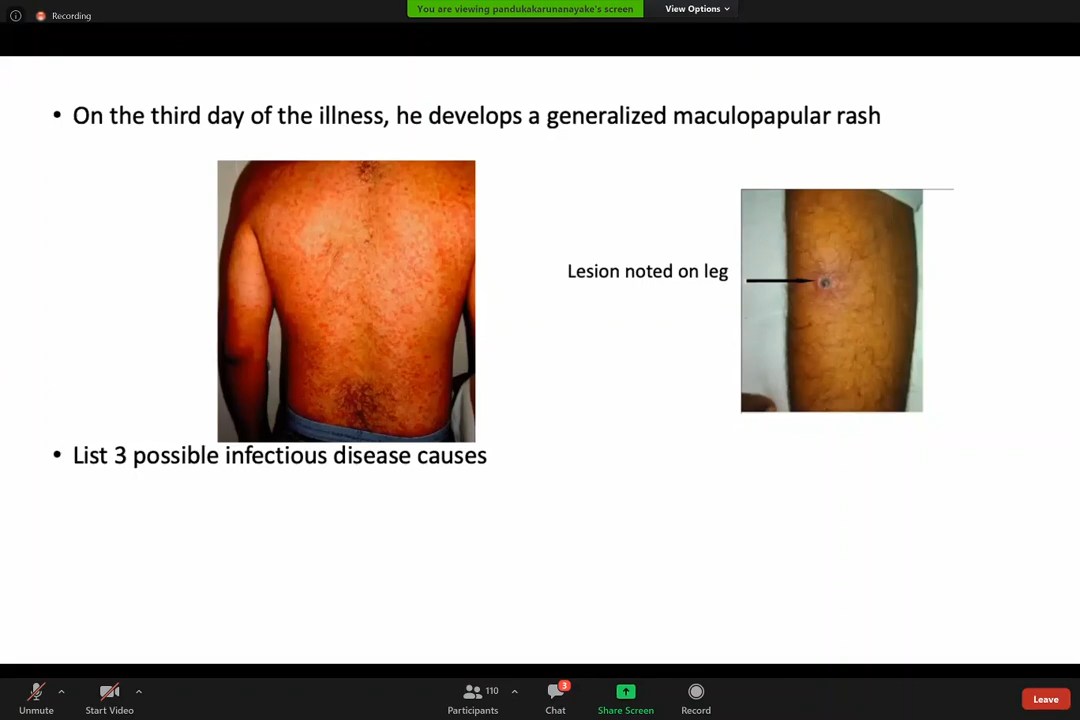 Recording
You are viewing pandukakarunanayake's screen
View Options
• On the third day of the illness, he develops a generalized maculopapular rash
Lesion noted on leg
• List 3 possible infectious disease causes
Unmute
Start Video
110
Participants
3
Chat
Share Screen
Record
Leave